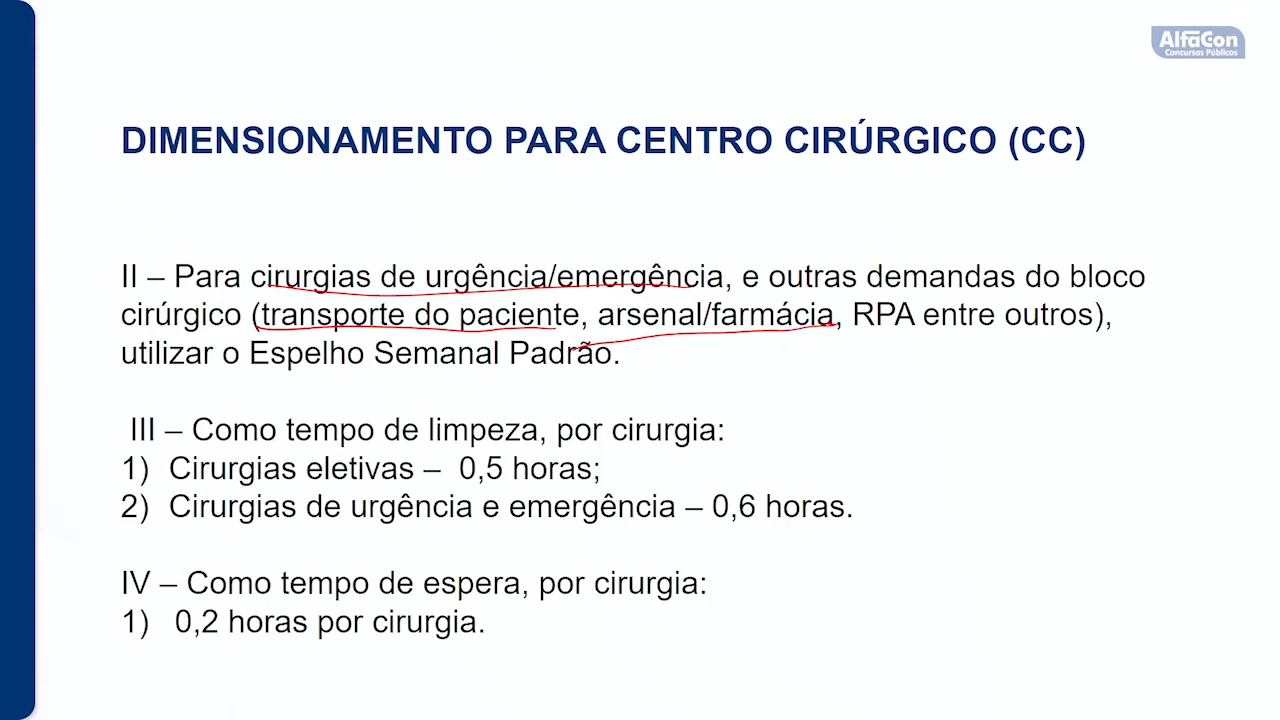 AlfaCon
Concursos Públicos
DIMENSIONAMENTO PARA CENTRO CIRÚRGICO (CC)
II – Para cirurgias de urgência/emergência, e outras demandas do bloco
cirúrgico (transporte do paciente, arsenal/farmácia, RPA entre outros),
utilizar o Espelho Semanal Padrão.
III – Como tempo de limpeza, por cirurgia:
1) Cirurgias eletivas – 0,5 horas;
2) Cirurgias de urgência e emergência – 0,6 horas.
IV – Como tempo de espera, por cirurgia:
1) 0,2 horas por cirurgia.